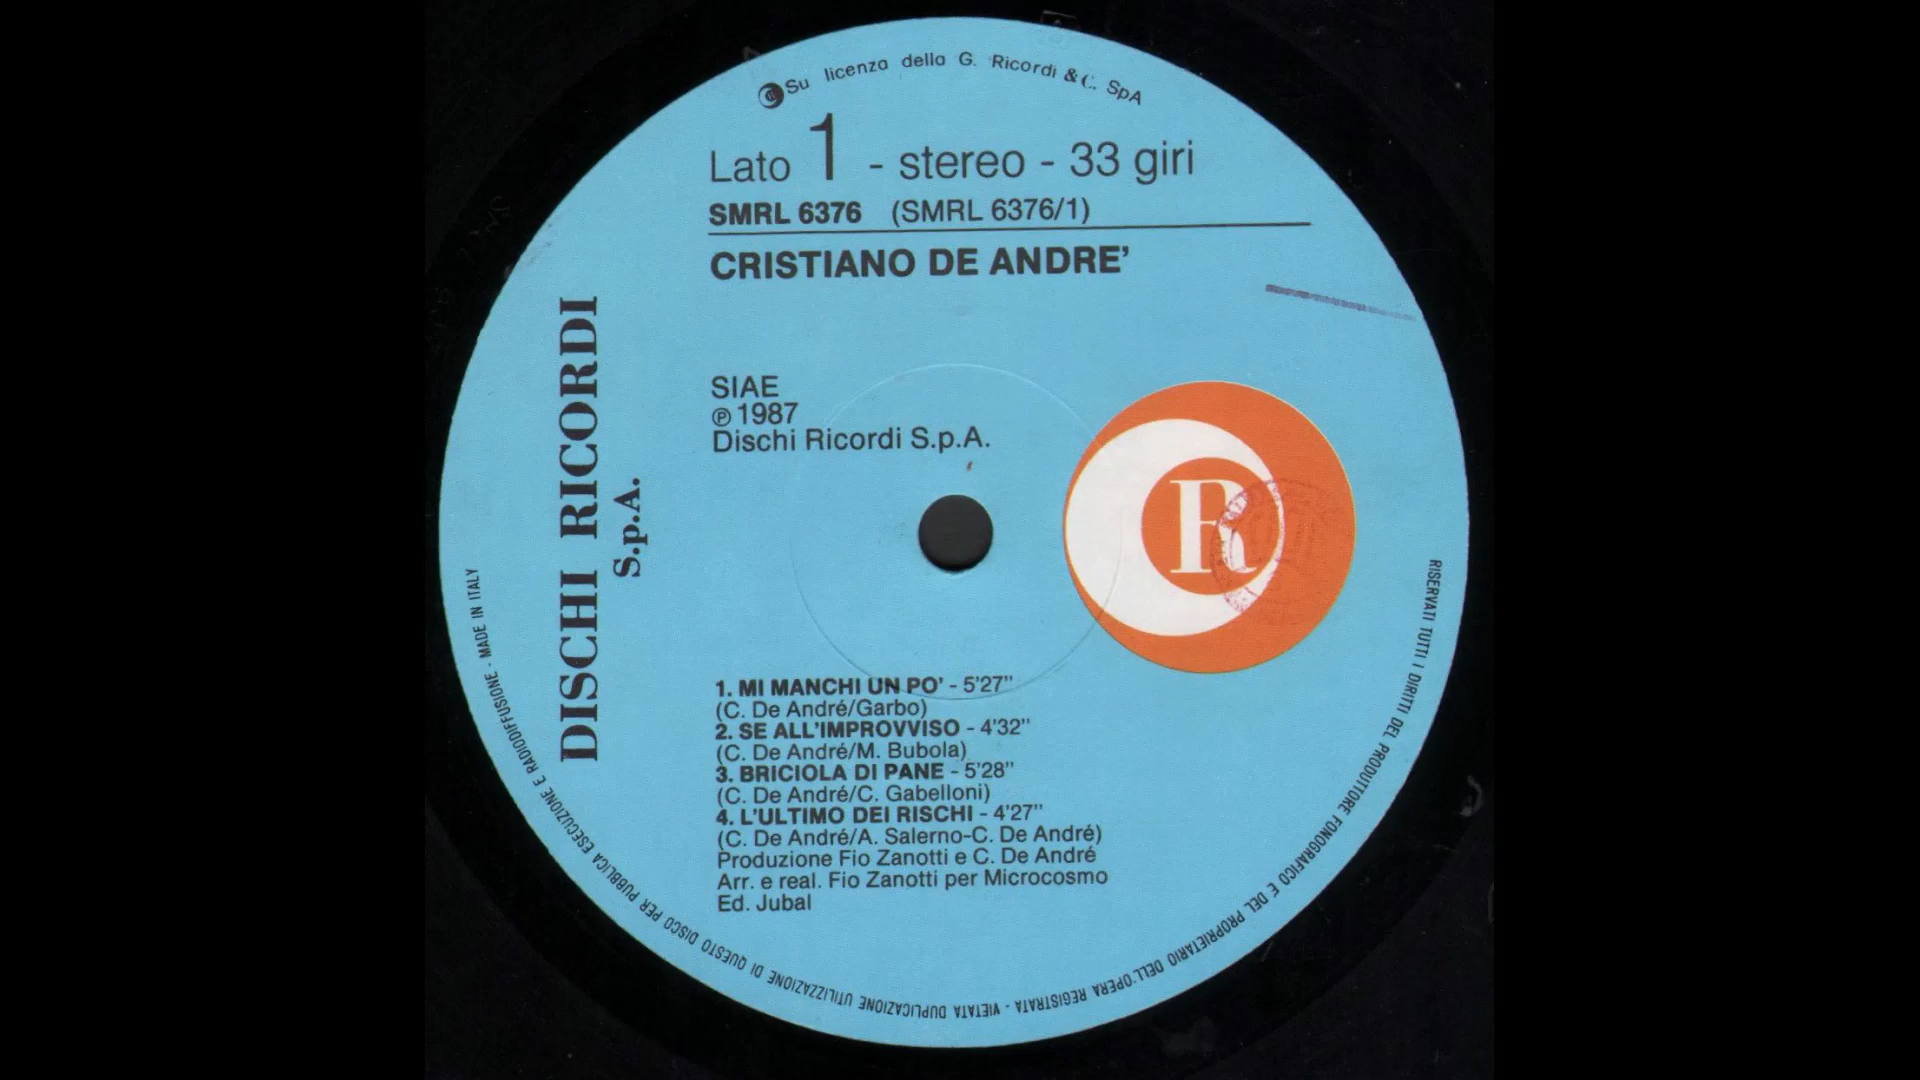 Su licenza della G. Ricordi & C. SpA
Lato 1 - stereo - 33 giri
SMRL 6376 (SMRL 6376/1)
CRISTIANO DE ANDRE'
DISCHI RICORDI
S.p.A.
SIAE
℗ 1987
Dischi Ricordi S.p.A.
R
1. MI MANCHI UN PO' - 5'27"
(C. De André/Garbo)
2. SE ALL'IMPROVVISO - 4'32"
(C. De André/M. Bubola)
3. BRICIOLA DI PANE - 5'28"
(C. De André/C. Gabelloni)
4. L'ULTIMO DEI RISCHI - 4'27"
(C. De André/A. Salerno-C. De André)
Produzione Fio Zanotti e C. De André
Arr. e real. Fio Zanotti per Microcosmo
Ed. Jubal
RISERVATI TUTTI I DIRITTI DEL PRODUTTORE FONOGRAFICO E DEL PROPRIETARIO DELL'OPERA REGISTRATA - VIETATA DUPLICAZIONE UTILIZZAZIONE DI QUESTO DISCO PER PUBBLICA ESECUZIONE E RADIODIFFUSIONE - MADE IN ITALY